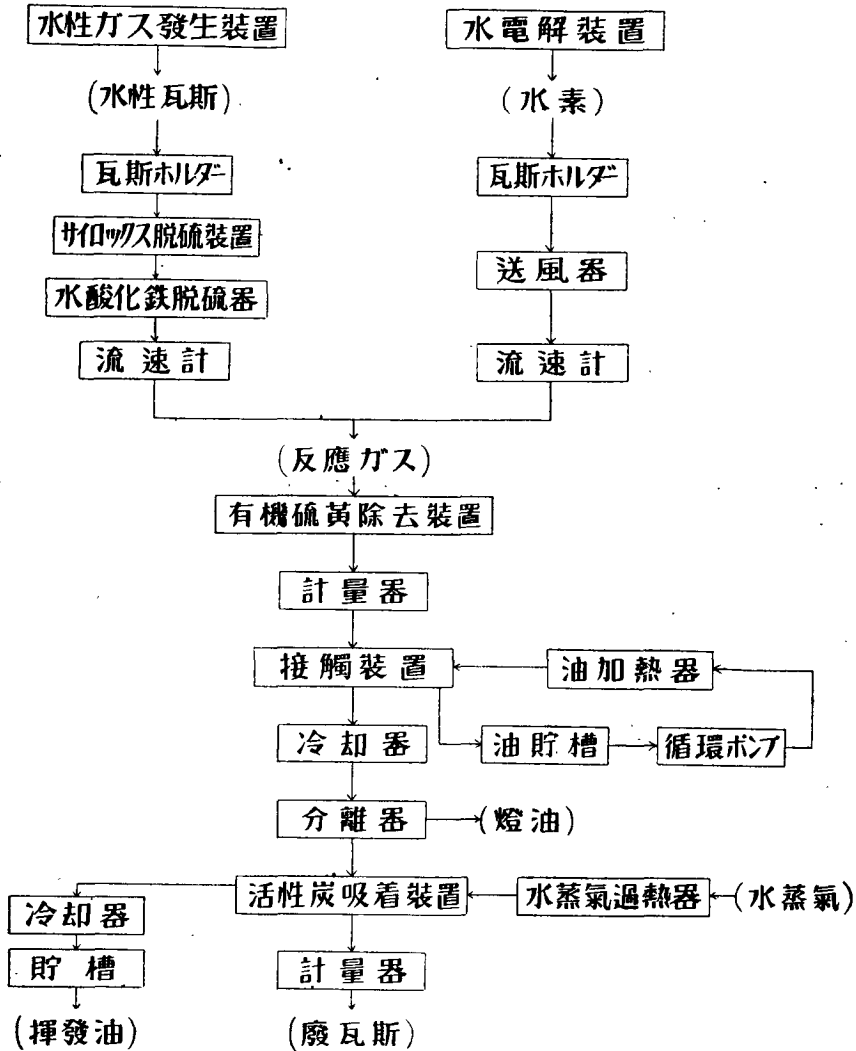 水性ガス發生装置
水電解装置
(水性瓦斯)
(水素)
瓦斯ホルダー
瓦斯ホルダー
サイロックス脱硫装置
送風器
水酸化鉄脱硫器
流速計
流速計
(反應ガス)
有機硫黄除去装置
計量器
接觸装置
油加熱器
冷却器
油貯槽
循環ポンプ
分離器
(燈油)
活性炭吸着装置
水蒸氣過熱器
(水蒸氣)
冷却器
貯槽
計量器
(揮發油)
(廢瓦斯)